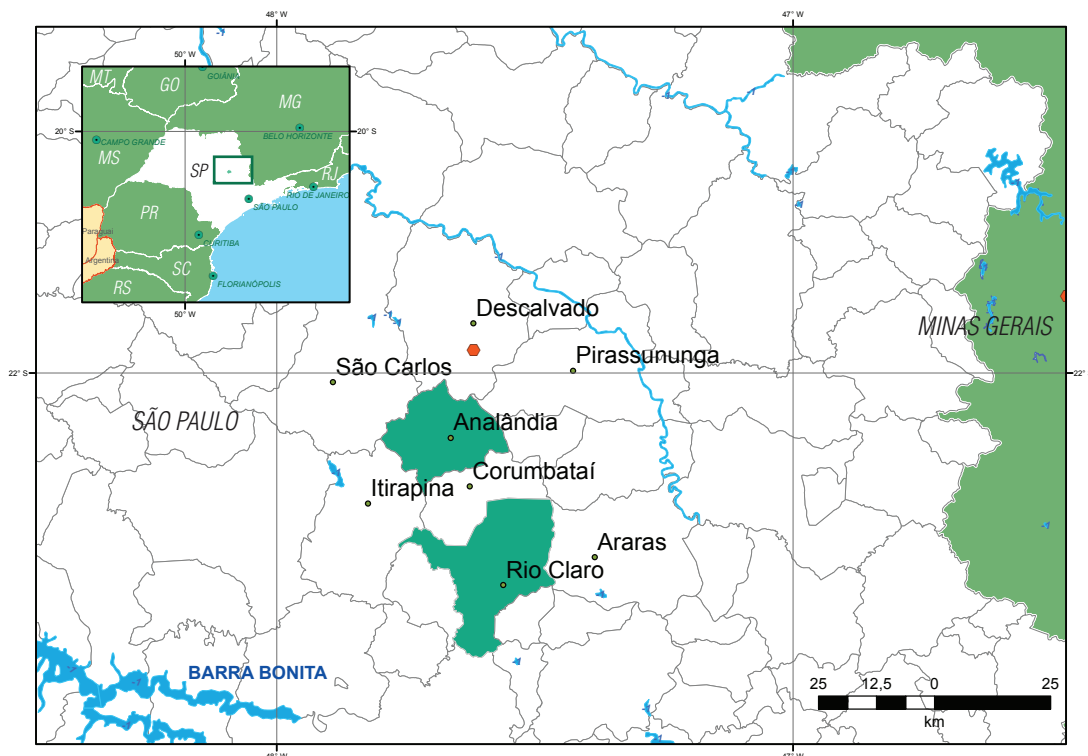 48° W
47° W
50° W
GOIÂNIA
MT
GO
MG
20° S
20° S
BELO HORIZONTE
CAMPO GRANDE
MS
SP
RJ
RIO DE JANEIRO
SÃO PAULO
PR
Paraguai
CURITIBA
Argentina
SC
RS
FLORIANÓPOLIS
50° W
Descalvado
MINAS GERAIS
Pirassununga
São Carlos
22° S
22°
SÃO PAULO
Analândia
Corumbataí
Itirapina
Araras
Rio Claro
BARRA BONITA
25 12,5 0 25
km
48° W
47° W